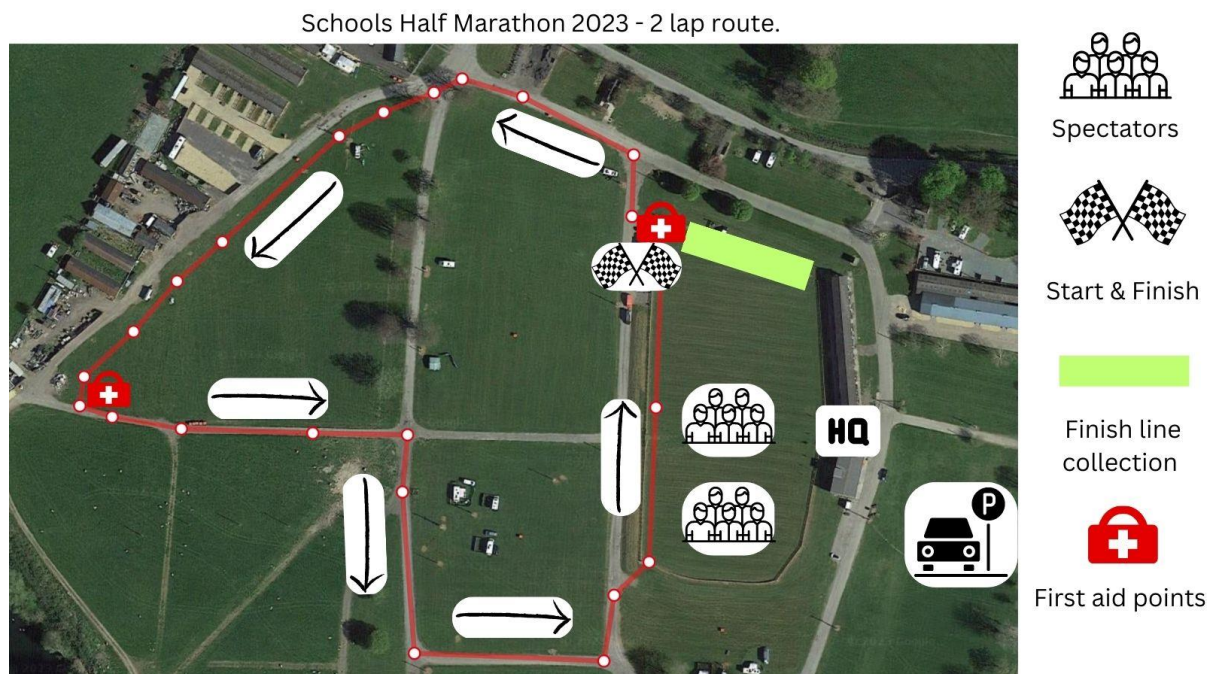 Schools Half Marathon 2023 - 2 lap route.
Spectators
Start & Finish
Finish line
collection
First aid points
HQ
P